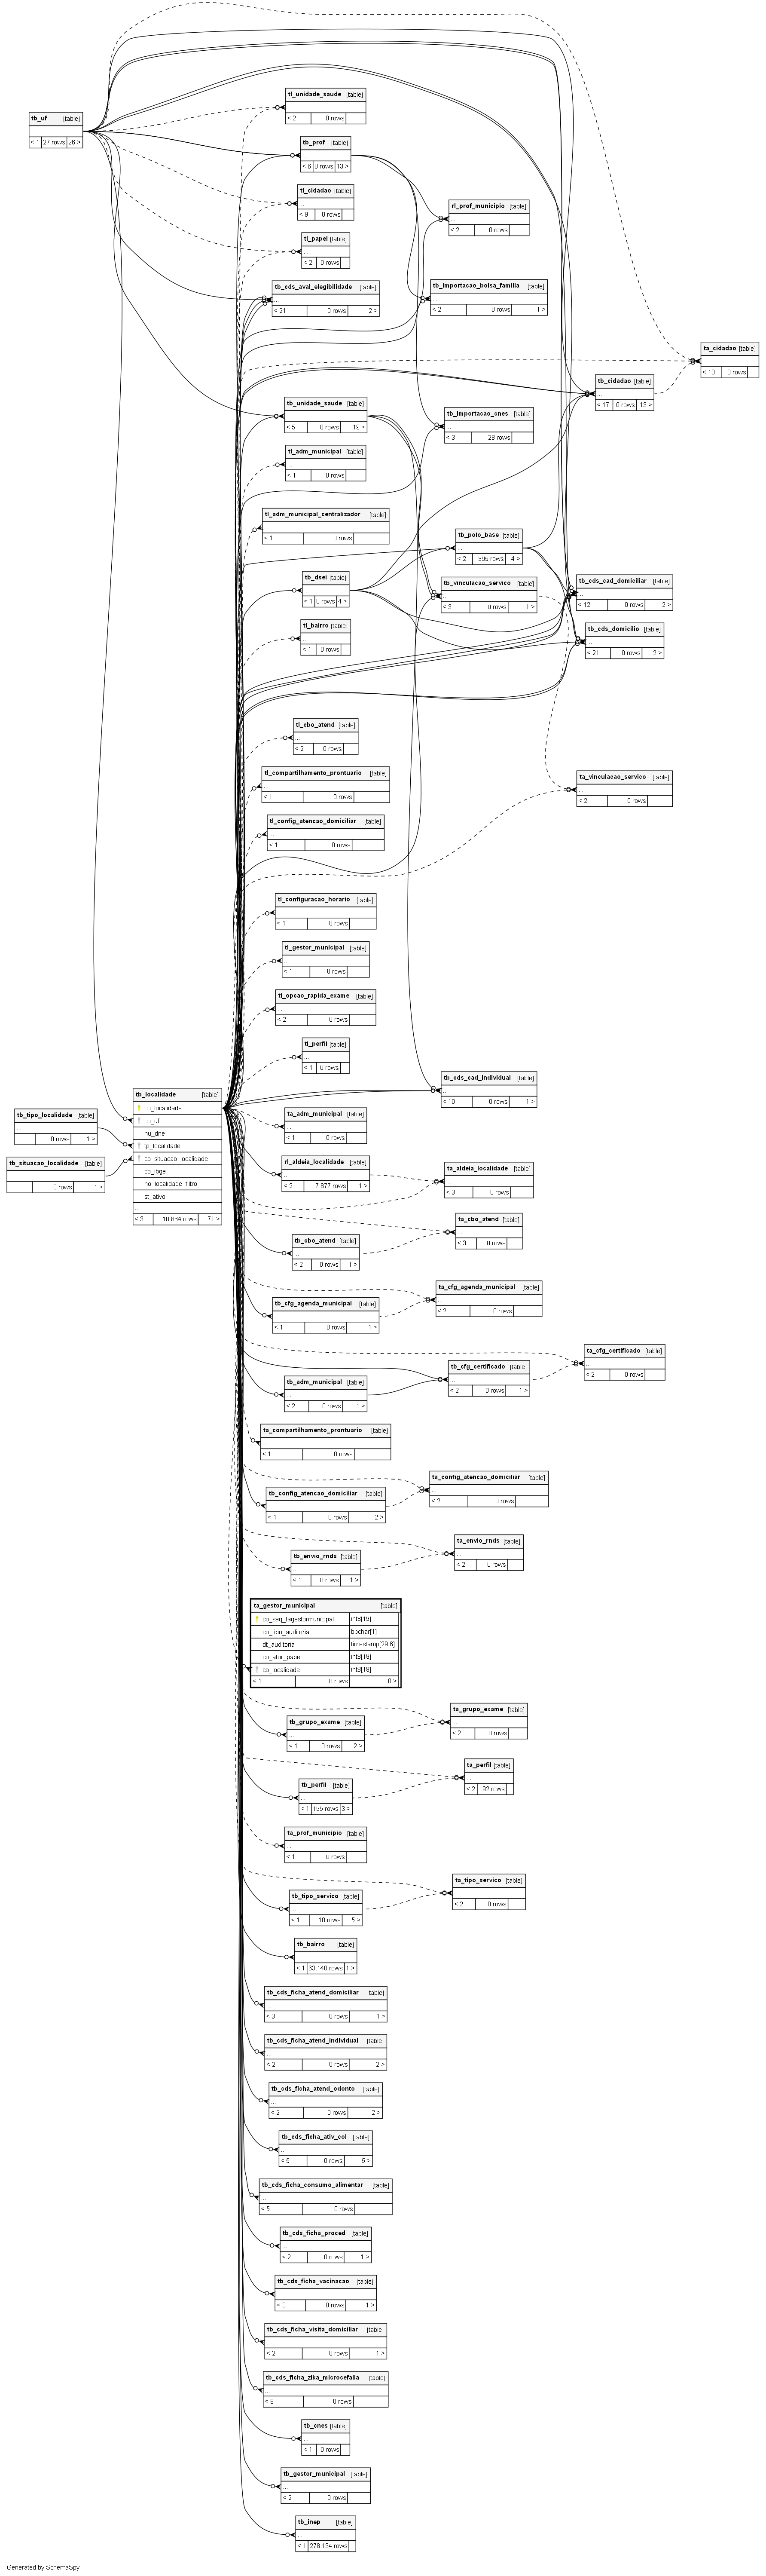 tl_unidade_saude [table]
...
< 2 0 rows
tb_uf [table]
...
< 1 27 rows 26 >
tb_prof [table]
...
< 6 0 rows 13 >
tl_cidadao [table]
...
< 9 0 rows
rl_prof_municipio [table]
...
< 2 0 rows
tl_papel [table]
...
< 2 0 rows
tb_cds_aval_elegibilidade [table]
...
< 21 0 rows 2 >
tb_importacao_bolsa_familia [table]
...
< 2 0 rows 1 >
ta_cidadao [table]
...
< 10 0 rows
tb_cidadao [table]
...
< 17 0 rows 13 >
tb_unidade_saude [table]
...
< 5 0 rows 19 >
tb_importacao_cnes [table]
...
< 3 28 rows
tl_adm_municipal [table]
...
< 1 0 rows
tl_adm_municipal_centralizador [table]
...
< 1 0 rows
tb_polo_base [table]
...
< 2 395 rows 4 >
tb_dsei [table]
...
< 1 0 rows 4 >
tb_vinculacao_servico [table]
...
< 3 0 rows 1 >
tb_cds_cad_domiciliar [table]
...
< 12 0 rows 2 >
tl_bairro [table]
...
< 1 0 rows
tb_cds_domicilio [table]
...
< 21 0 rows 2 >
tl_cbo_atend [table]
...
< 2 0 rows
tl_compartilhamento_prontuario [table]
...
< 1 0 rows
ta_vinculacao_servico [table]
...
< 2 0 rows
tl_config_atencao_domiciliar [table]
...
< 1 0 rows
tl_configuracao_horario [table]
...
< 1 0 rows
tl_gestor_municipal [table]
...
< 1 0 rows
tl_opcao_rapida_exame [table]
...
< 2 0 rows
tl_perfil [table]
...
< 1 0 rows
tb_cds_cad_individual [table]
...
< 10 0 rows 1 >
tb_localidade [table]
co_localidade
co_uf
nu_dne
tp_localidade
co_situacao_localidade
co_ibge
no_localidade_filtro
st_ativo
...
< 3 10.864 rows 71 >
tb_tipo_localidade [table]
...
0 rows 1 >
tb_situacao_localidade [table]
...
0 rows 1 >
ta_adm_municipal [table]
...
< 1 0 rows
rl_aldeia_localidade [table]
...
< 2 7.877 rows 1 >
ta_aldeia_localidade [table]
...
< 3 0 rows
ta_cbo_atend [table]
...
< 3 0 rows
tb_cbo_atend [table]
...
< 2 0 rows 1 >
ta_cfg_agenda_municipal [table]
...
< 2 0 rows
tb_cfg_agenda_municipal [table]
...
< 1 0 rows 1 >
ta_cfg_certificado [table]
...
< 2 0 rows
tb_cfg_certificado [table]
...
< 2 0 rows 1 >
tb_adm_municipal [table]
...
< 2 0 rows 1 >
ta_compartilhamento_prontuario [table]
...
< 1 0 rows
ta_config_atencao_domiciliar [table]
...
< 2 0 rows
tb_config_atencao_domiciliar [table]
...
< 1 0 rows 2 >
ta_envio_rnds [table]
...
< 2 0 rows
tb_envio_rnds [table]
...
< 1 0 rows 1 >
ta_gestor_municipal [table]
co_seq_tagestormunicipal int8[19]
co_tipo_auditoria bpchar[1]
dt_auditoria timestamp[29,6]
co_ator_papel int8[19]
co_localidade int8[19]
< 1 0 rows 0 >
ta_grupo_exame [table]
...
< 2 0 rows
tb_grupo_exame [table]
...
< 1 0 rows 2 >
ta_perfil [table]
...
< 2 192 rows
tb_perfil [table]
...
< 1 195 rows 3 >
ta_prof_municipio [table]
...
< 1 0 rows
ta_tipo_servico [table]
...
< 2 0 rows
tb_tipo_servico [table]
...
< 1 10 rows 5 >
tb_bairro [table]
...
< 1 63.148 rows 1 >
tb_cds_ficha_atend_domiciliar [table]
...
< 3 0 rows 1 >
tb_cds_ficha_atend_individual [table]
...
< 2 0 rows 2 >
tb_cds_ficha_atend_odonto [table]
...
< 2 0 rows 2 >
tb_cds_ficha_ativ_col [table]
...
< 5 0 rows 5 >
tb_cds_ficha_consumo_alimentar [table]
...
< 5 0 rows
tb_cds_ficha_proced [table]
...
< 2 0 rows 1 >
tb_cds_ficha_vacinacao [table]
...
< 3 0 rows 1 >
tb_cds_ficha_visita_domiciliar [table]
...
< 2 0 rows 1 >
tb_cds_ficha_zika_microcefalia [table]
...
< 9 0 rows
tb_cnes [table]
...
< 1 0 rows
tb_gestor_municipal [table]
...
< 2 0 rows
tb_inep [table]
...
< 1 278.134 rows
Generated by SchemaSpy